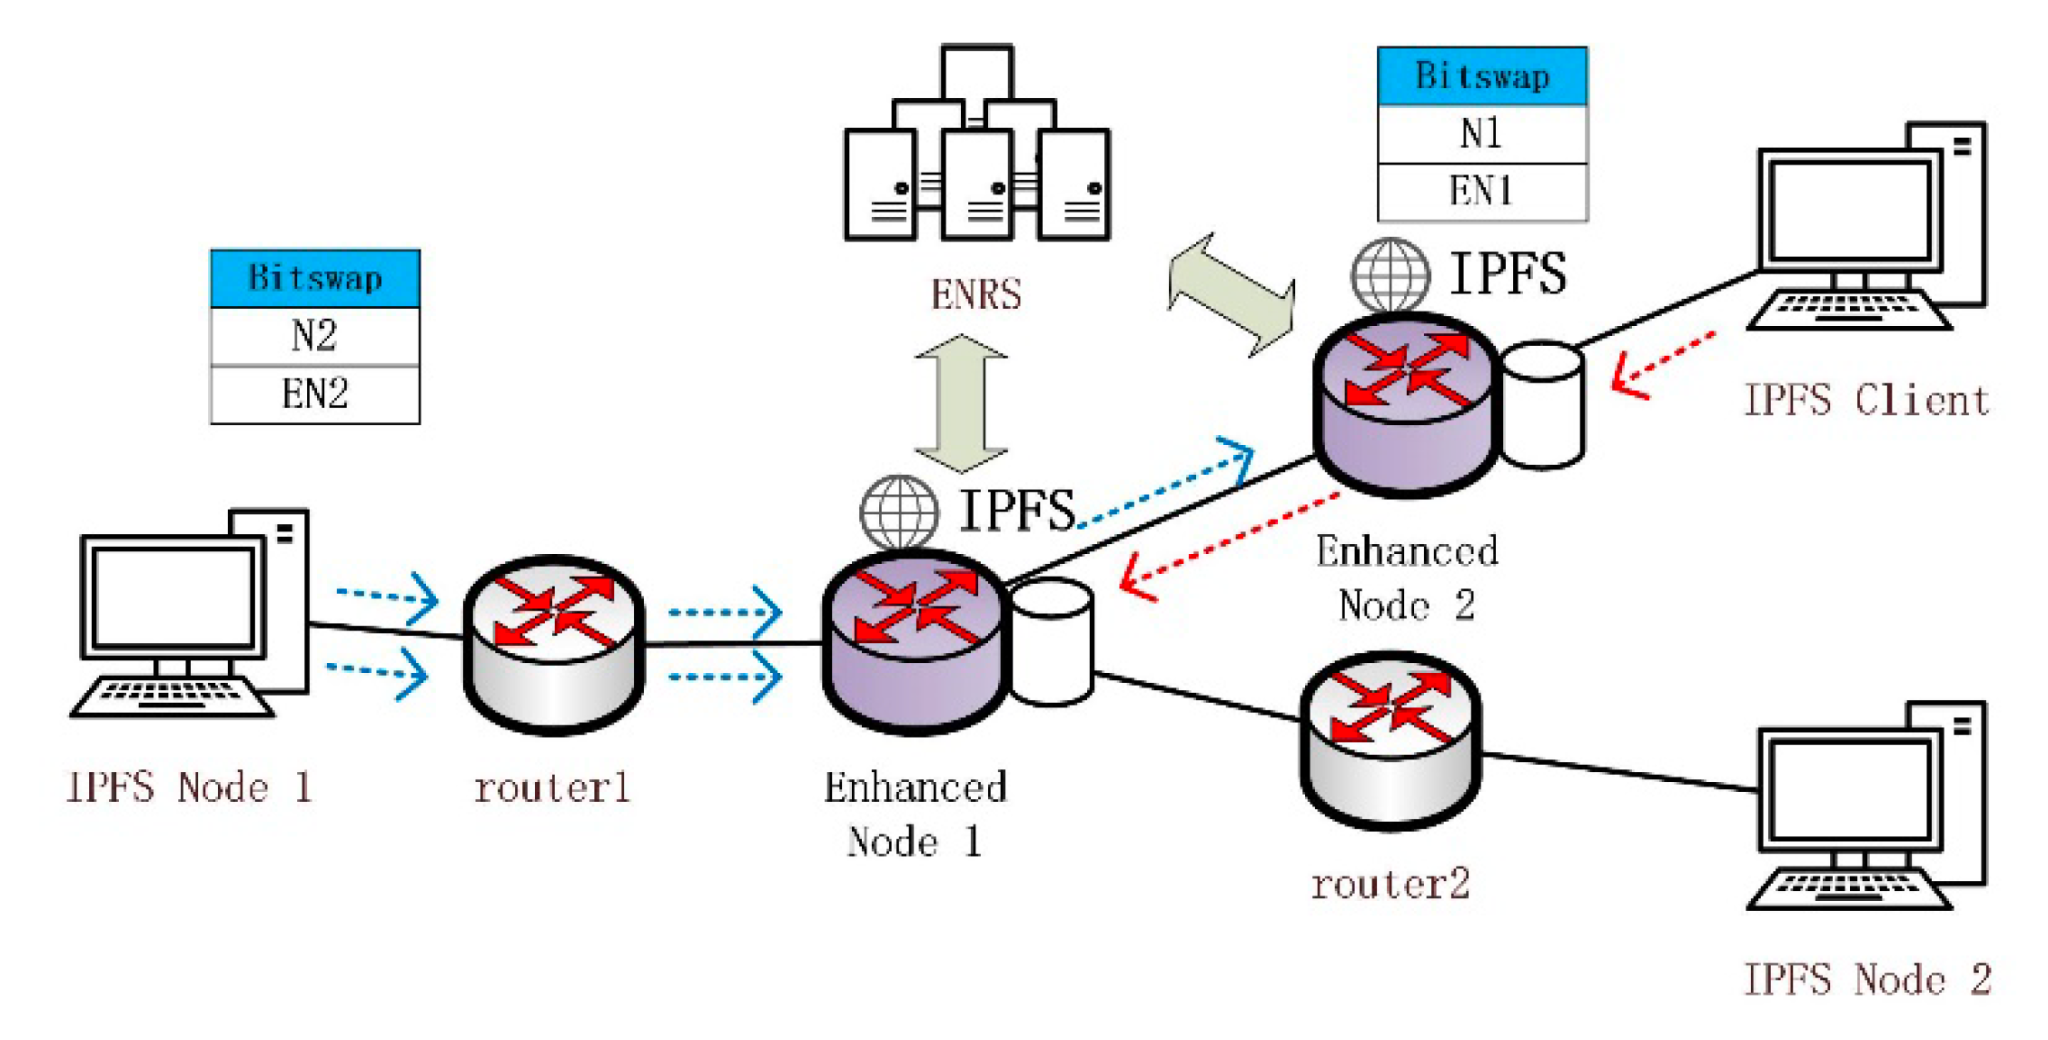 Bitswap
N1
EN1
IPFS
ENRS
Bitswap
N2
EN2
IPFS Client
IPFS
Enhanced
Node 2
IPFS Node 1
router1
Enhanced
Node 1
router2
IPFS Node 2